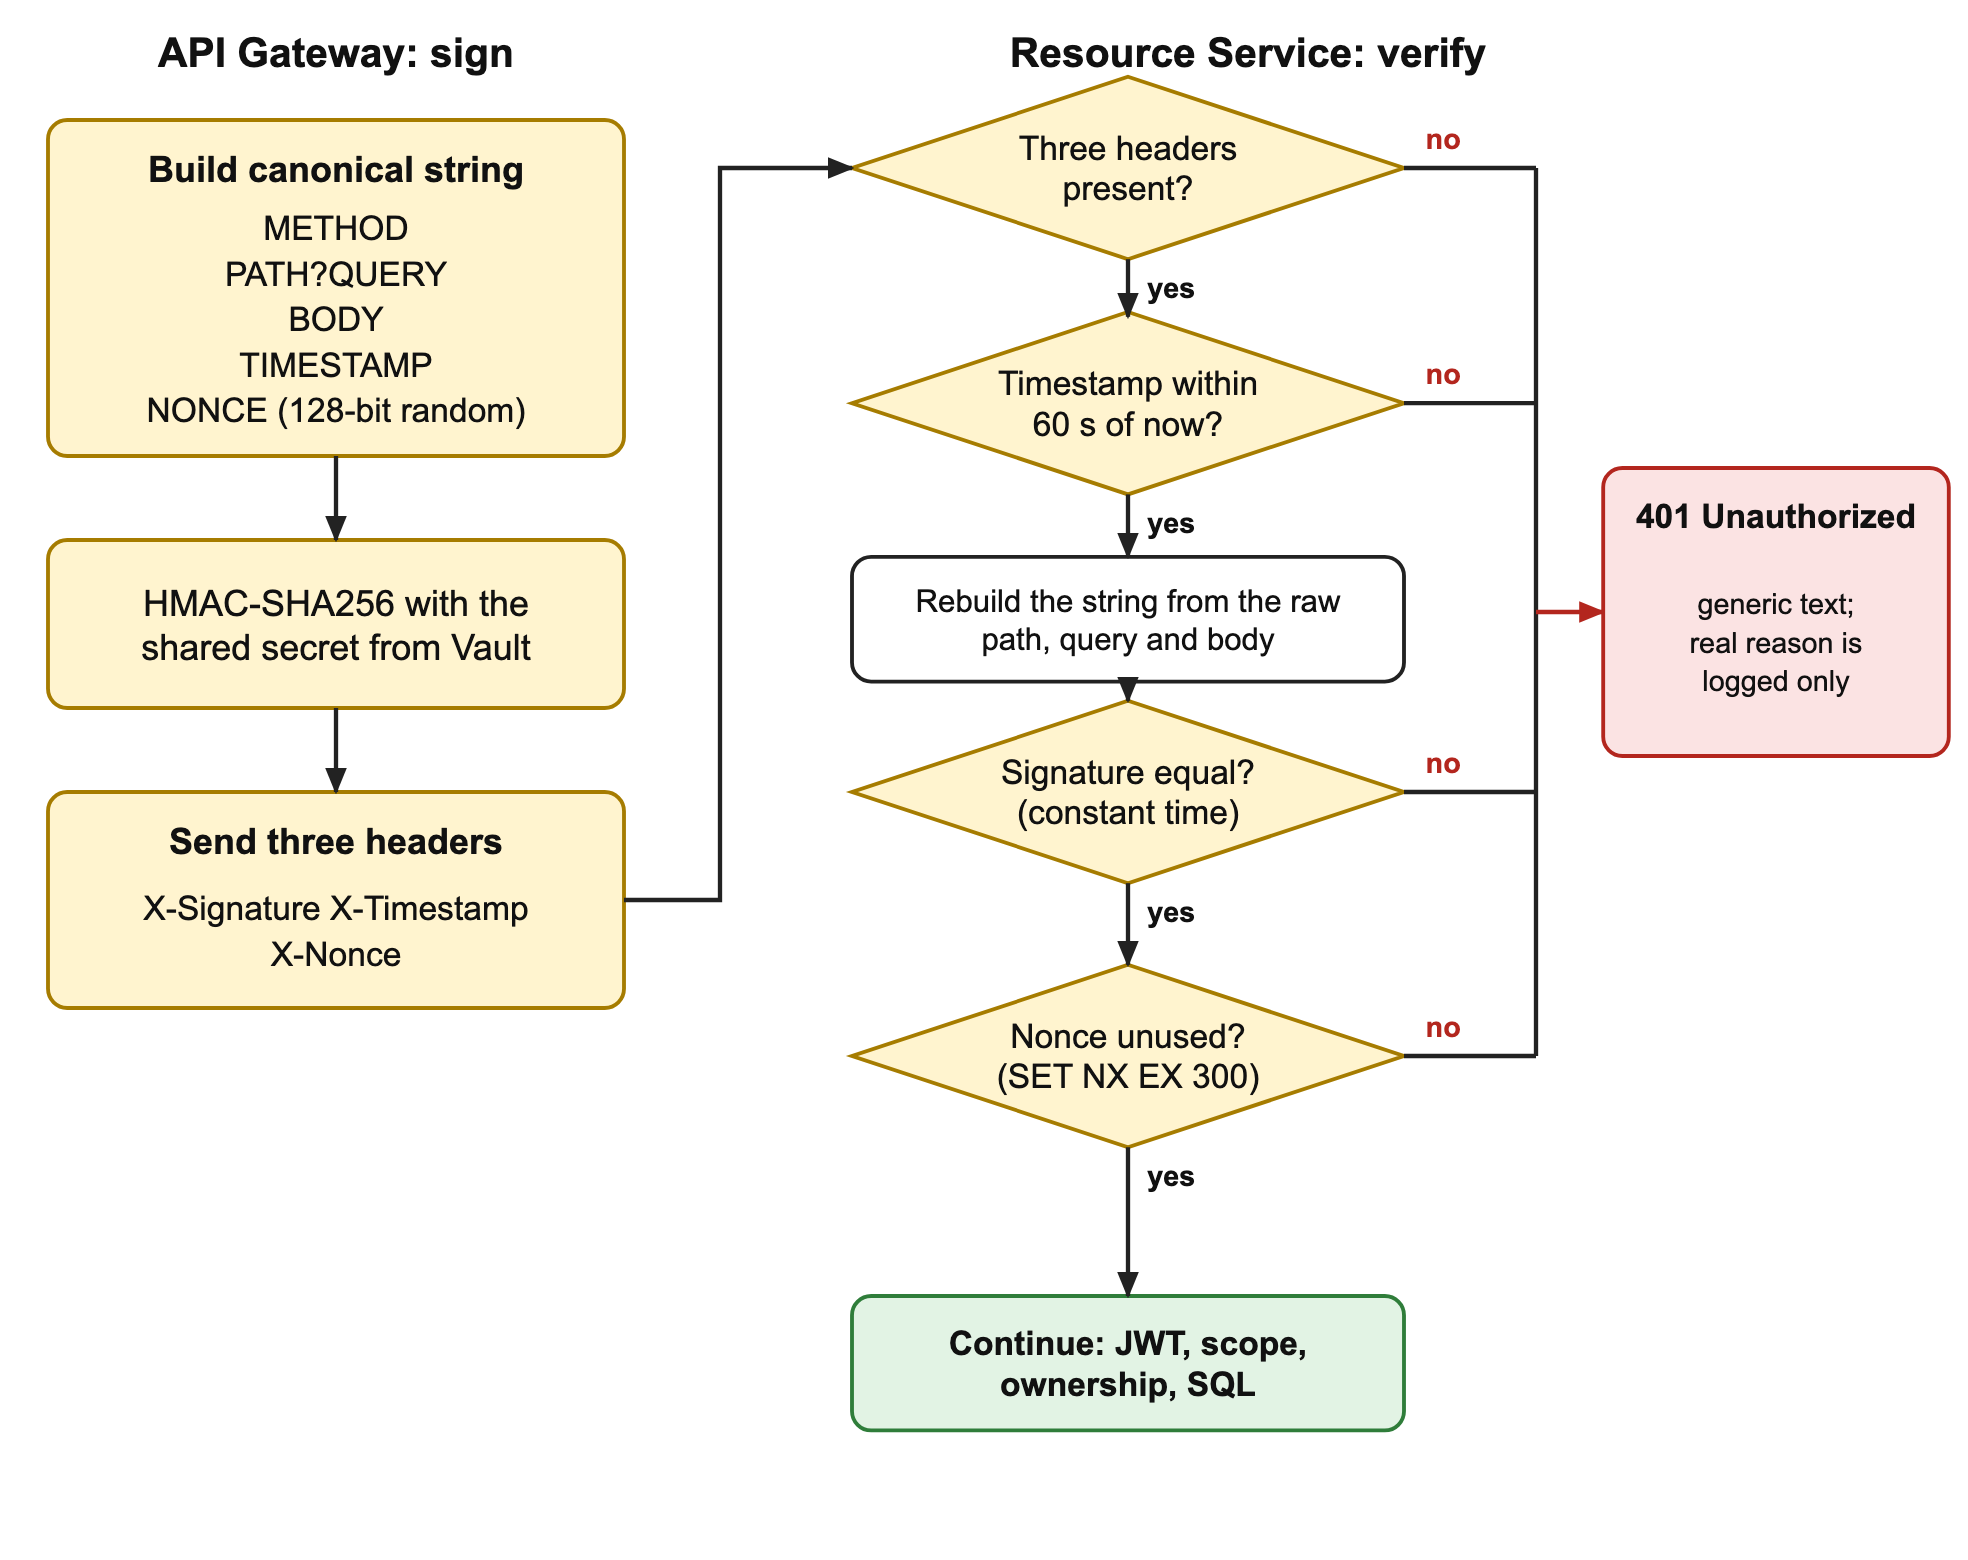 API Gateway: sign
Build canonical string
METHOD
PATH?QUERY
BODY
TIMESTAMP
NONCE (128-bit random)
HMAC-SHA256 with the
shared secret from Vault
Send three headers
X-Signature X-Timestamp
X-Nonce
Resource Service: verify
Three headers
present?
no
yes
Timestamp within
60 s of now?
no
yes
Rebuild the string from the raw
path, query and body
Signature equal?
(constant time)
no
yes
Nonce unused?
(SET NX EX 300)
no
yes
Continue: JWT, scope,
ownership, SQL
401 Unauthorized
generic text;
real reason is
logged only